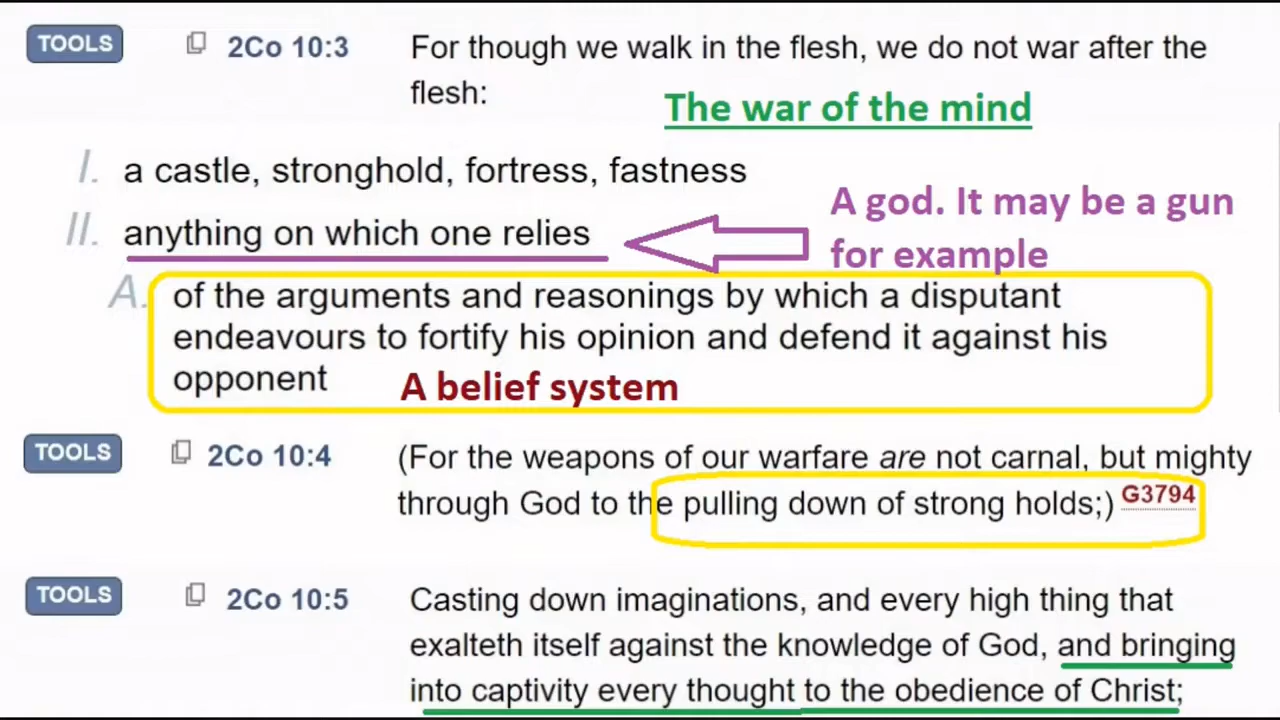 TOOLS 2Co 10:3 For though we walk in the flesh, we do not war after the
flesh:
The war of the mind
I. a castle, stronghold, fortress, fastness
II. anything on which one relies
A god. It may be a gun
for example
A. of the arguments and reasonings by which a disputant
endeavours to fortify his opinion and defend it against his
opponent
A belief system
TOOLS 2Co 10:4 (For the weapons of our warfare are not carnal, but mighty
through God to the pulling down of strong holds;) G3794
TOOLS 2Co 10:5 Casting down imaginations, and every high thing that
exalteth itself against the knowledge of God, and bringing
into captivity every thought to the obedience of Christ;